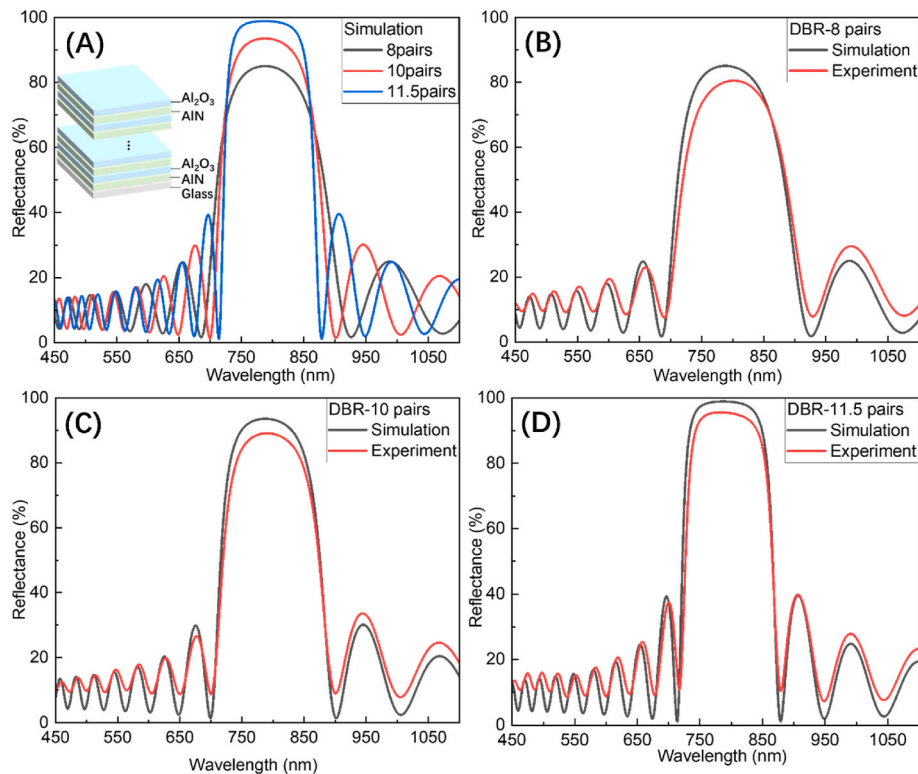 (A)
Simulation
8pairs
10pairs
11.5pairs
Al₂O₃
AlN
⋮
Al₂O₃
AlN
Glass
Reflectance (%)
100
80
60
40
20
0
450 550 650 750 850 950 1050
Wavelength (nm)
(B)
DBR-8 pairs
Simulation
Experiment
Reflectance (%)
100
80
60
40
20
0
450 550 650 750 850 950 1050
Wavelength (nm)
(C)
DBR-10 pairs
Simulation
Experiment
Reflectance (%)
100
80
60
40
20
0
450 550 650 750 850 950 1050
Wavelength (nm)
(D)
DBR-11.5 pairs
Simulation
Experiment
Reflectance (%)
100
80
60
40
20
0
450 550 650 750 850 950 1050
Wavelength (nm)